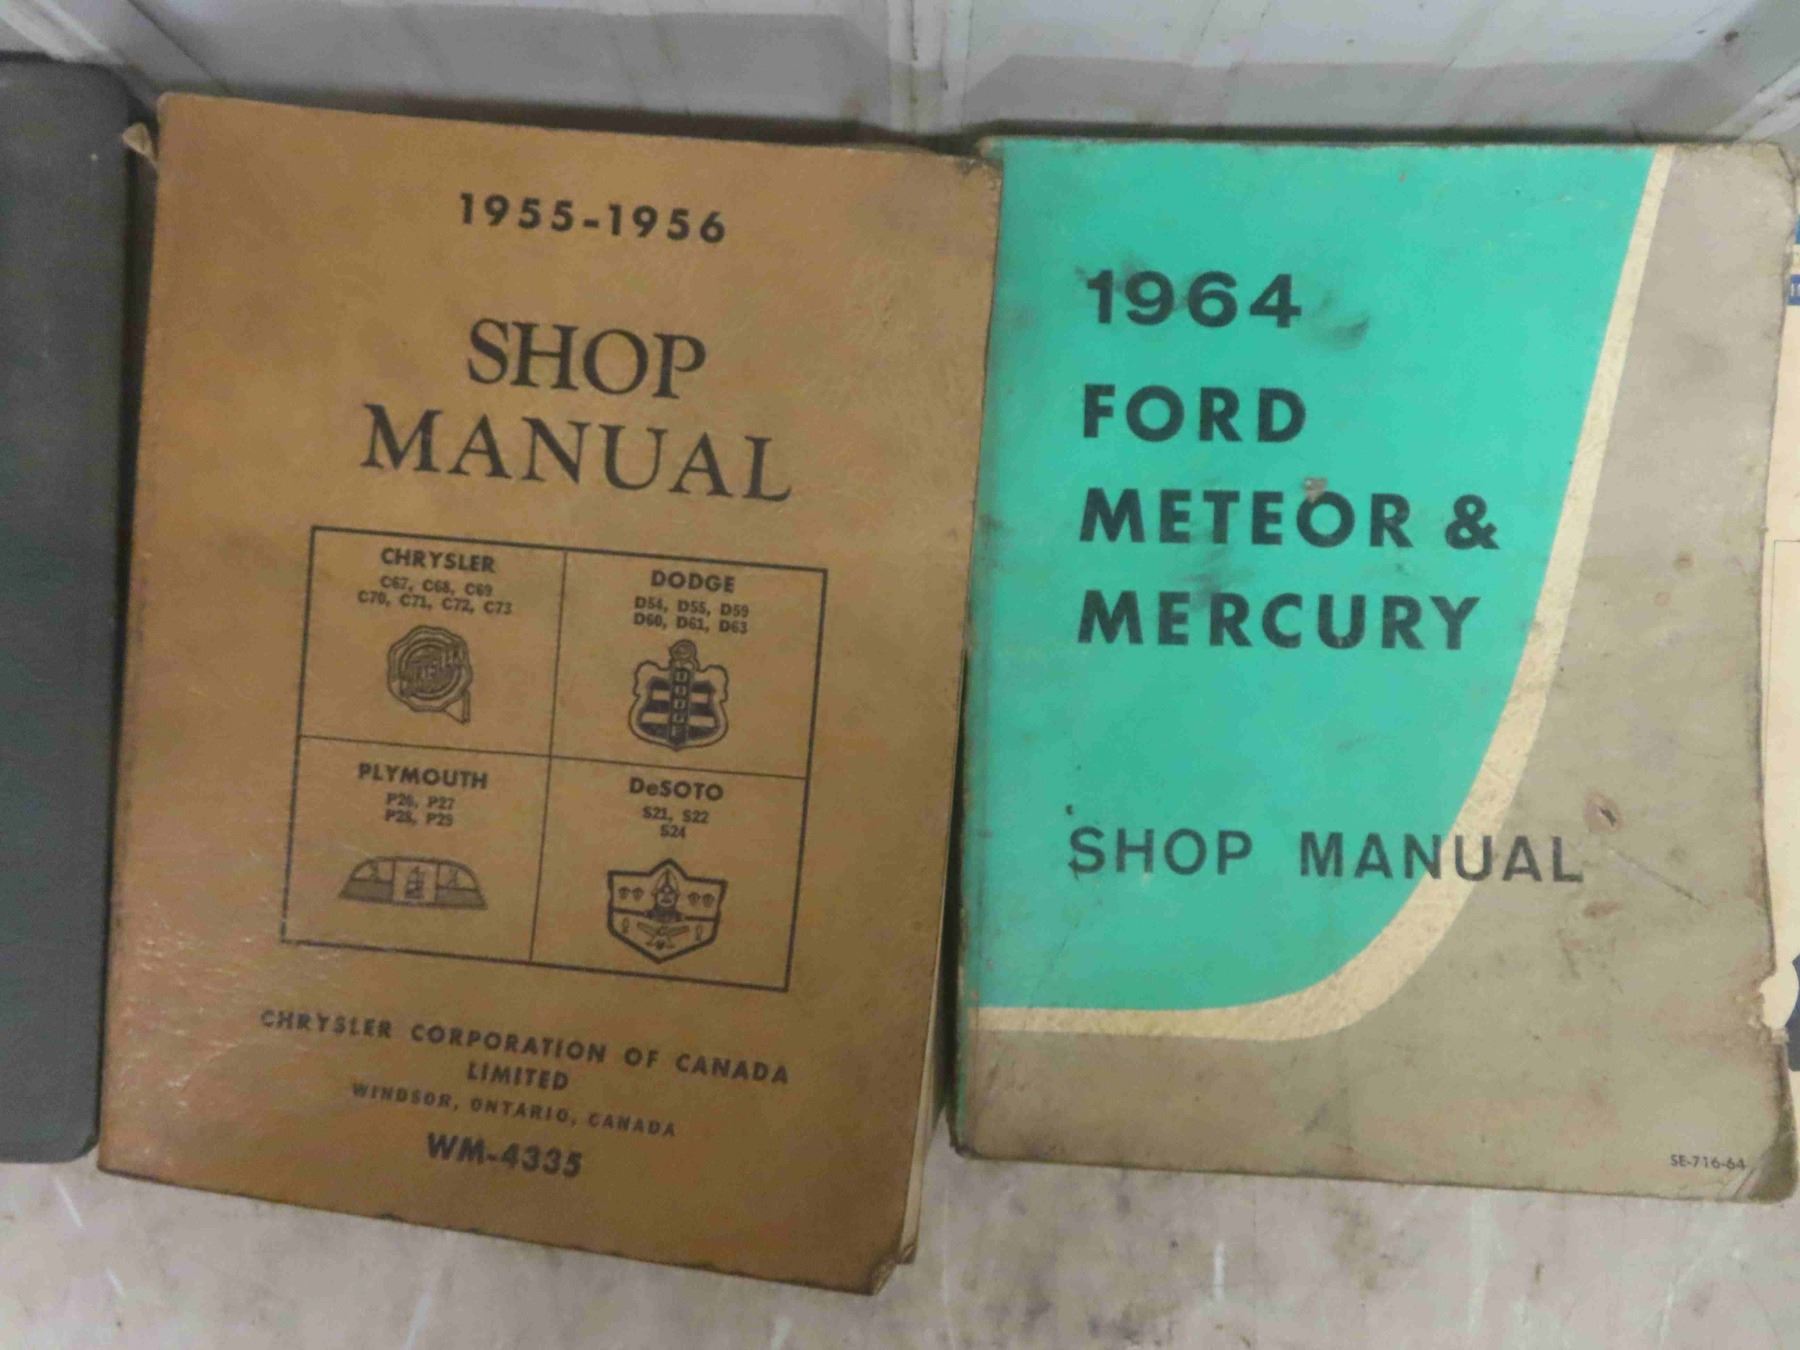 1955-1956
SHOP
MANUAL
CHRYSLER
C67, C68, C69
C70, C71, C72, C73
DODGE
D54, D55, D59
D60, D61, D63
DODGE
PLYMOUTH
P26, P27
P28, P29
DeSOTO
S21, S22
S24
CHRYSLER CORPORATION OF CANADA
LIMITED
WINDSOR, ONTARIO, CANADA
WM-4335
1964
FORD
METEOR &
MERCURY
SHOP MANUAL
SE-716-64